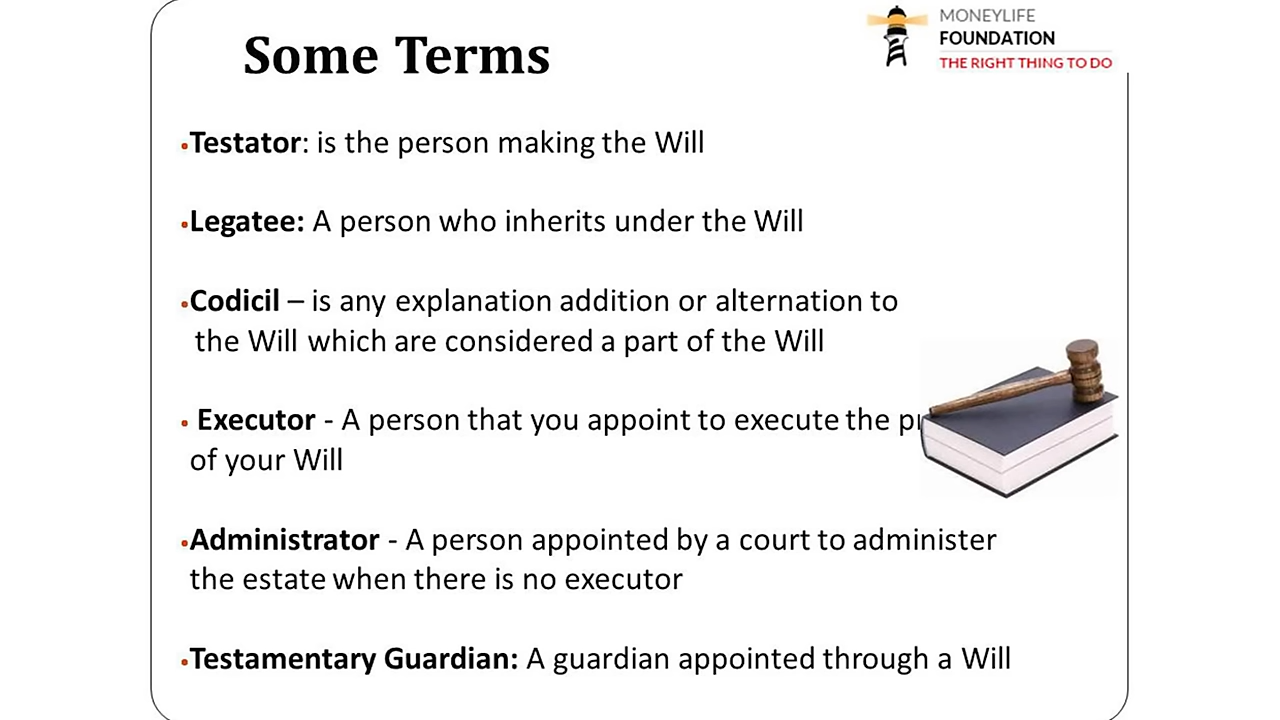 Some Terms
MONEYLIFE
FOUNDATION
THE RIGHT THING TO DO
•Testator: is the person making the Will
•Legatee: A person who inherits under the Will
•Codicil – is any explanation addition or alternation to
the Will which are considered a part of the Will
• Executor - A person that you appoint to execute the
of your Will
•Administrator - A person appointed by a court to administer
the estate when there is no executor
•Testamentary Guardian: A guardian appointed through a Will